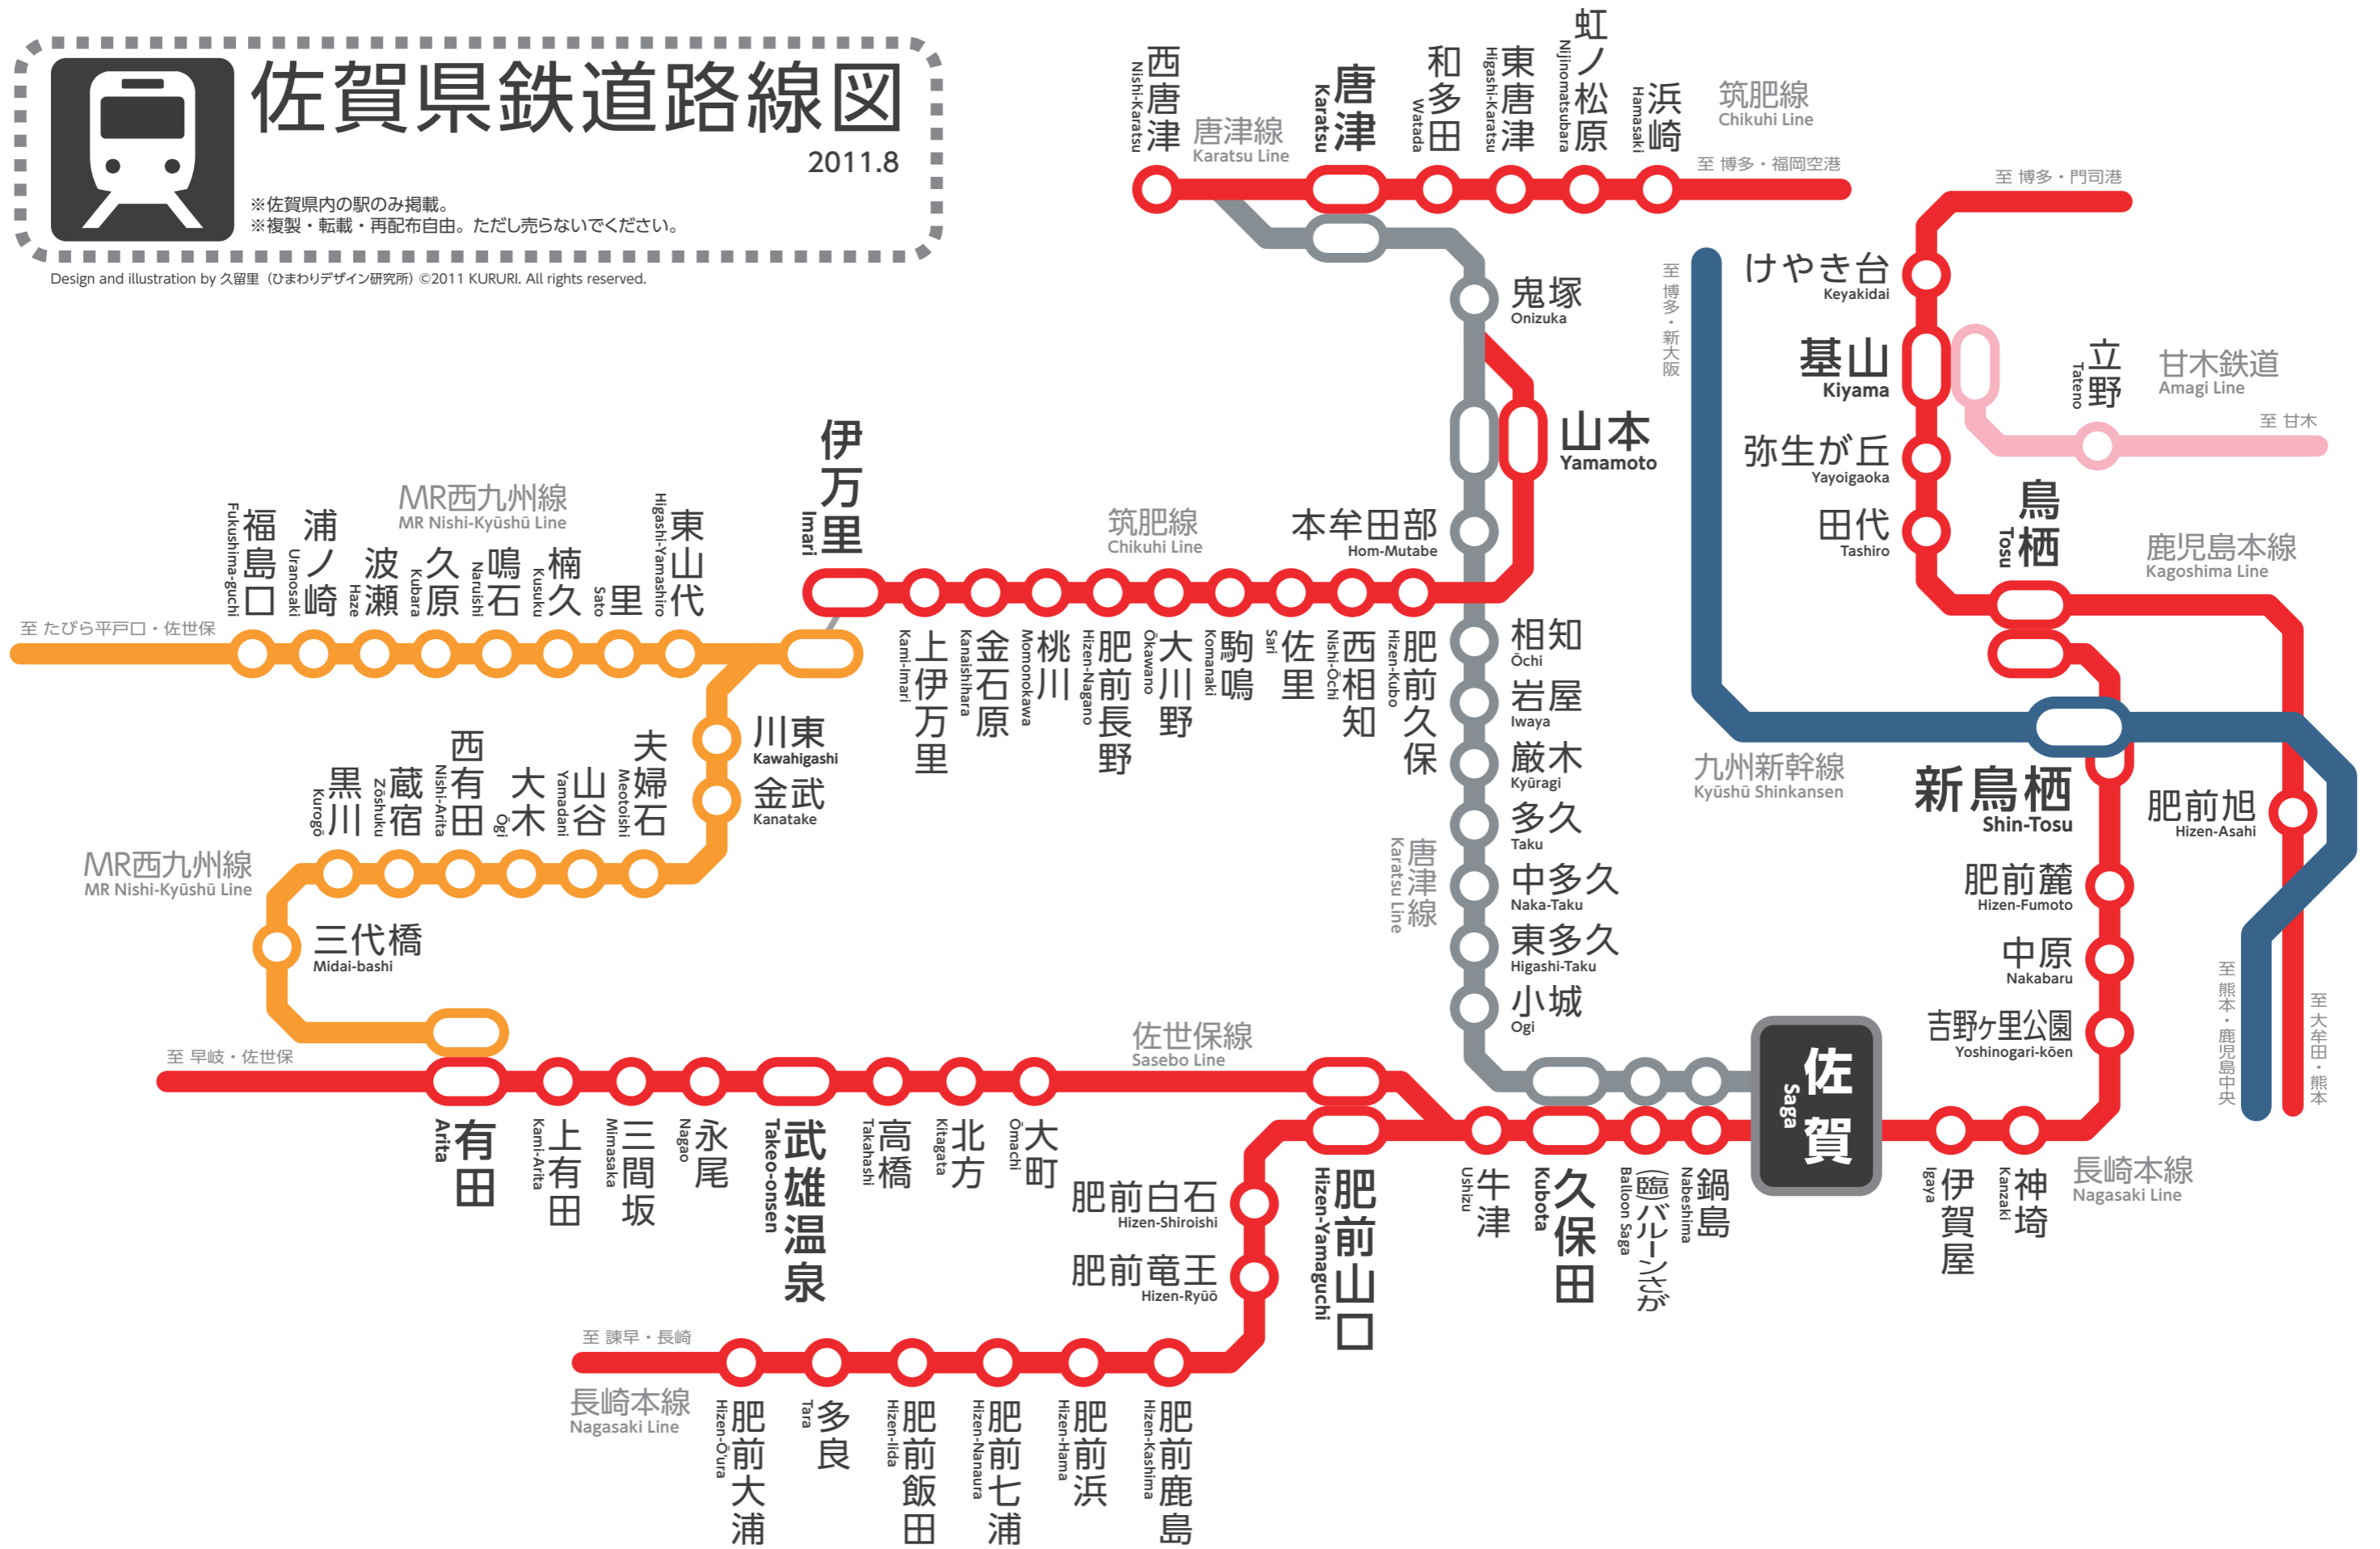 佐賀県鉄道路線図
2011.8
※佐賀県内の駅のみ掲載。
※複製・転載・再配布自由。ただし売らないでください。
Design and illustration by 久留里（ひまわりデザイン研究所）©2011 KURURI. All rights reserved.
西唐津
Nishi-Karatsu
唐津線
Karatsu Line
唐津
Karatsu
和多田
Watada
東唐津
Higashi-Karatsu
虹ノ松原
Nijinomatsubara
浜崎
Hamasaki
筑肥線
Chikuhi Line
至 博多・福岡空港
至 博多・門司港
至 博多・新大阪
けやき台
Keyakidai
基山
Kiyama
立野
Tateno
甘木鉄道
Amagi Line
至 甘木
弥生が丘
Yayoigaoka
田代
Tashiro
鳥栖
Tosu
鹿児島本線
Kagoshima Line
鬼塚
Onizuka
山本
Yamamoto
本牟田部
Hom-Mutabe
筑肥線
Chikuhi Line
伊万里
Imari
MR西九州線
MR Nishi-Kyūshū Line
福島口
Fukushima-guchi
浦ノ崎
Uranosaki
波瀬
Haze
久原
Kubara
鳴石
Naruishi
楠久
Kusuku
里
Sato
東山代
Higashi-Yamashiro
至 たびら平戸口・佐世保
上伊万里
Kami-Imari
金石原
Kanaishihara
桃川
Momonokawa
肥前長野
Hizen-Nagano
大川野
Ōkawano
駒鳴
Komanaki
佐里
Sari
西相知
Nishi-Ōchi
肥前久保
Hizen-Kubo
相知
Ōchi
岩屋
Iwaya
厳木
Kyūragi
多久
Taku
中多久
Naka-Taku
東多久
Higashi-Taku
小城
Ogi
唐津線
Karatsu Line
九州新幹線
Kyūshū Shinkansen
新鳥栖
Shin-Tosu
肥前旭
Hizen-Asahi
肥前麓
Hizen-Fumoto
中原
Nakabaru
吉野ヶ里公園
Yoshinogari-kōen
至 熊本・鹿児島中央
至 大牟田・熊本
川東
Kawahigashi
金武
Kanatake
黒川
Kurogō
蔵宿
Zōshuku
西有田
Nishi-Arita
大木
Ōgi
山谷
Yamadani
夫婦石
Meotoishi
MR西九州線
MR Nishi-Kyūshū Line
三代橋
Midai-bashi
至 早岐・佐世保
佐世保線
Sasebo Line
有田
Arita
上有田
Kami-Arita
三間坂
Mimasaka
永尾
Nagao
武雄温泉
Takeo-onsen
高橋
Takahashi
北方
Kitagata
大町
Ōmachi
肥前白石
Hizen-Shiroishi
肥前竜王
Hizen-Ryūō
肥前山口
Hizen-Yamaguchi
牛津
Ushizu
久保田
Kubota
(臨)バルーンさが
Balloon Saga
鍋島
Nabeshima
佐賀
Saga
伊賀屋
Igaya
神埼
Kanzaki
長崎本線
Nagasaki Line
至 諫早・長崎
長崎本線
Nagasaki Line
肥前大浦
Hizen-Ō'ura
多良
Tara
肥前飯田
Hizen-Iida
肥前七浦
Hizen-Nanaura
肥前浜
Hizen-Hama
肥前鹿島
Hizen-Kashima